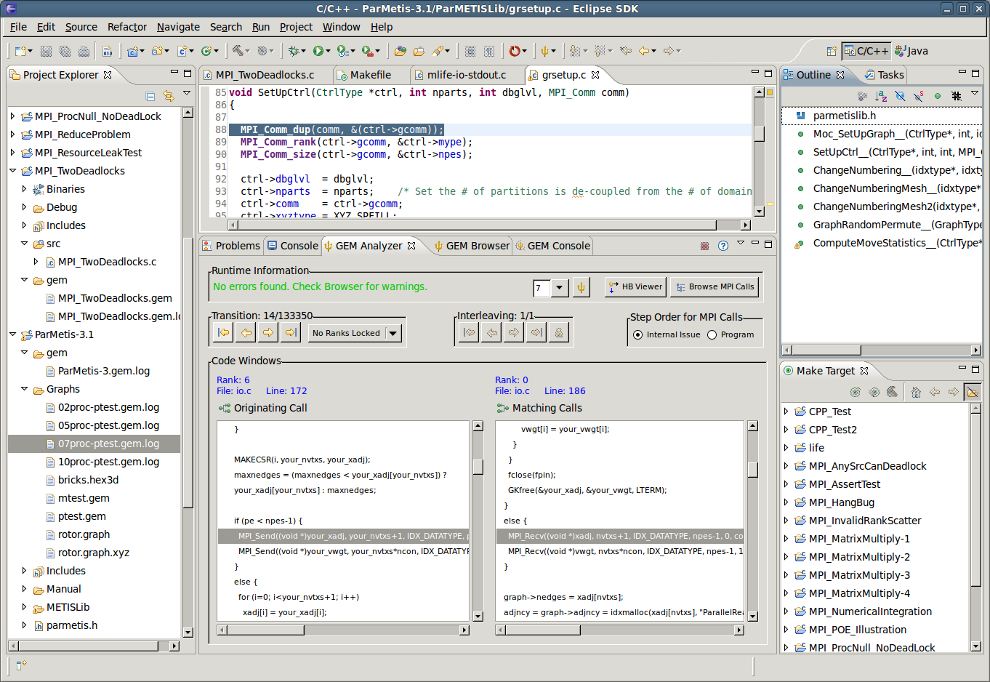 C/C++ - ParMetis-3.1/ParMETISLib/grsetup.c - Eclipse SDK
File Edit Source Refactor Navigate Search Run Project Window Help
C/C++ Java
Project Explorer
MPI_ProcNull_NoDeadLock
MPI_ReduceProblem
MPI_ResourceLeakTest
MPI_TwoDeadlocks
Binaries
Debug
Includes
src
MPI_TwoDeadlocks.c
gem
MPI_TwoDeadlocks.gem
MPI_TwoDeadlocks.gem.l
ParMetis-3.1
gem
ParMetis-3.gem.log
Graphs
02proc-ptest.gem.log
05proc-ptest.gem.log
07proc-ptest.gem.log
10proc-ptest.gem.log
bricks.hex3d
mtest.gem
ptest.gem
rotor.graph
rotor.graph.xyz
Includes
Manual
METISLib
parmetis.h
MPI_TwoDeadlocks.c Makefile mlife-io-stdout.c grsetup.c
85 void SetUpCtrl(CtrlType *ctrl, int nparts, int dbglvl, MPI_Comm comm)
86 {
87
88 MPI_Comm_dup(comm, &(ctrl->gcomm));
89 MPI_Comm_rank(ctrl->gcomm, &ctrl->mype);
90 MPI_Comm_size(ctrl->gcomm, &ctrl->npes);
91
92 ctrl->dbglvl = dbglvl;
93 ctrl->nparts = nparts; /* Set the # of partitions is de-coupled from the # of domain
94 ctrl->comm = ctrl->gcomm;
95 ctrl->xyztype = XYZ_SPFILL;
Problems Console GEM Analyzer GEM Browser GEM Console
Runtime Information
No errors found. Check Browser for warnings.
7 HB Viewer Browse MPI Calls
Transition: 14/133350 Interleaving: 1/1 Step Order for MPI Calls
No Ranks Locked Internal Issue Program
Code Windows
Rank: 6
File: io.c Line: 172
Originating Call
}
MAKECSR(i, your_nvtxs, your_xadj);
maxnedges = (maxnedges < your_xadj[your_nvtxs]) ?
your_xadj[your_nvtxs] : maxnedges;
if (pe < npes-1) {
MPI_Send((void *)your_xadj, your_nvtxs+1, IDX_DATATYPE, p
MPI_Send((void *)your_vwgt, your_nvtxs*ncon, IDX_DATATYPE,
}
else {
for (i=0; i<your_nvtxs+1; i++)
xadj[i] = your_xadj[i];
Rank: 0
File: io.c Line: 186
Matching Calls
vwgt[i] = your_vwgt[i];
}
}
fclose(fpin);
GKfree(&your_xadj, &your_vwgt, LTERM);
}
else {
MPI_Recv((void *)xadj, nvtxs+1, IDX_DATATYPE, npes-1, 0, co
MPI_Recv((void *)vwgt, nvtxs*ncon, IDX_DATATYPE, npes-1, 1
}
graph->nedges = xadj[nvtxs];
adjncy = graph->adjncy = idxmalloc(xadj[nvtxs], "ParallelRea
Outline Tasks
parmetislib.h
Moc_SetUpGraph__(CtrlType*, int, id
SetUpCtrl__(CtrlType*, int, int, MPI_C
ChangeNumbering__(idxtype*, idxty
ChangeNumberingMesh__(idxtype*
ChangeNumberingMesh2(idxtype*,
GraphRandomPermute__(GraphType
ComputeMoveStatistics__(CtrlType*
Make Target
CPP_Test
CPP_Test2
life
MPI_AnySrcCanDeadlock
MPI_AssertTest
MPI_HangBug
MPI_InvalidRankScatter
MPI_MatrixMultiply-1
MPI_MatrixMultiply-2
MPI_MatrixMultiply-3
MPI_MatrixMultiply-4
MPI_NumericalIntegration
MPI_POE_Illustration
MPI_ProcNull_NoDeadLock